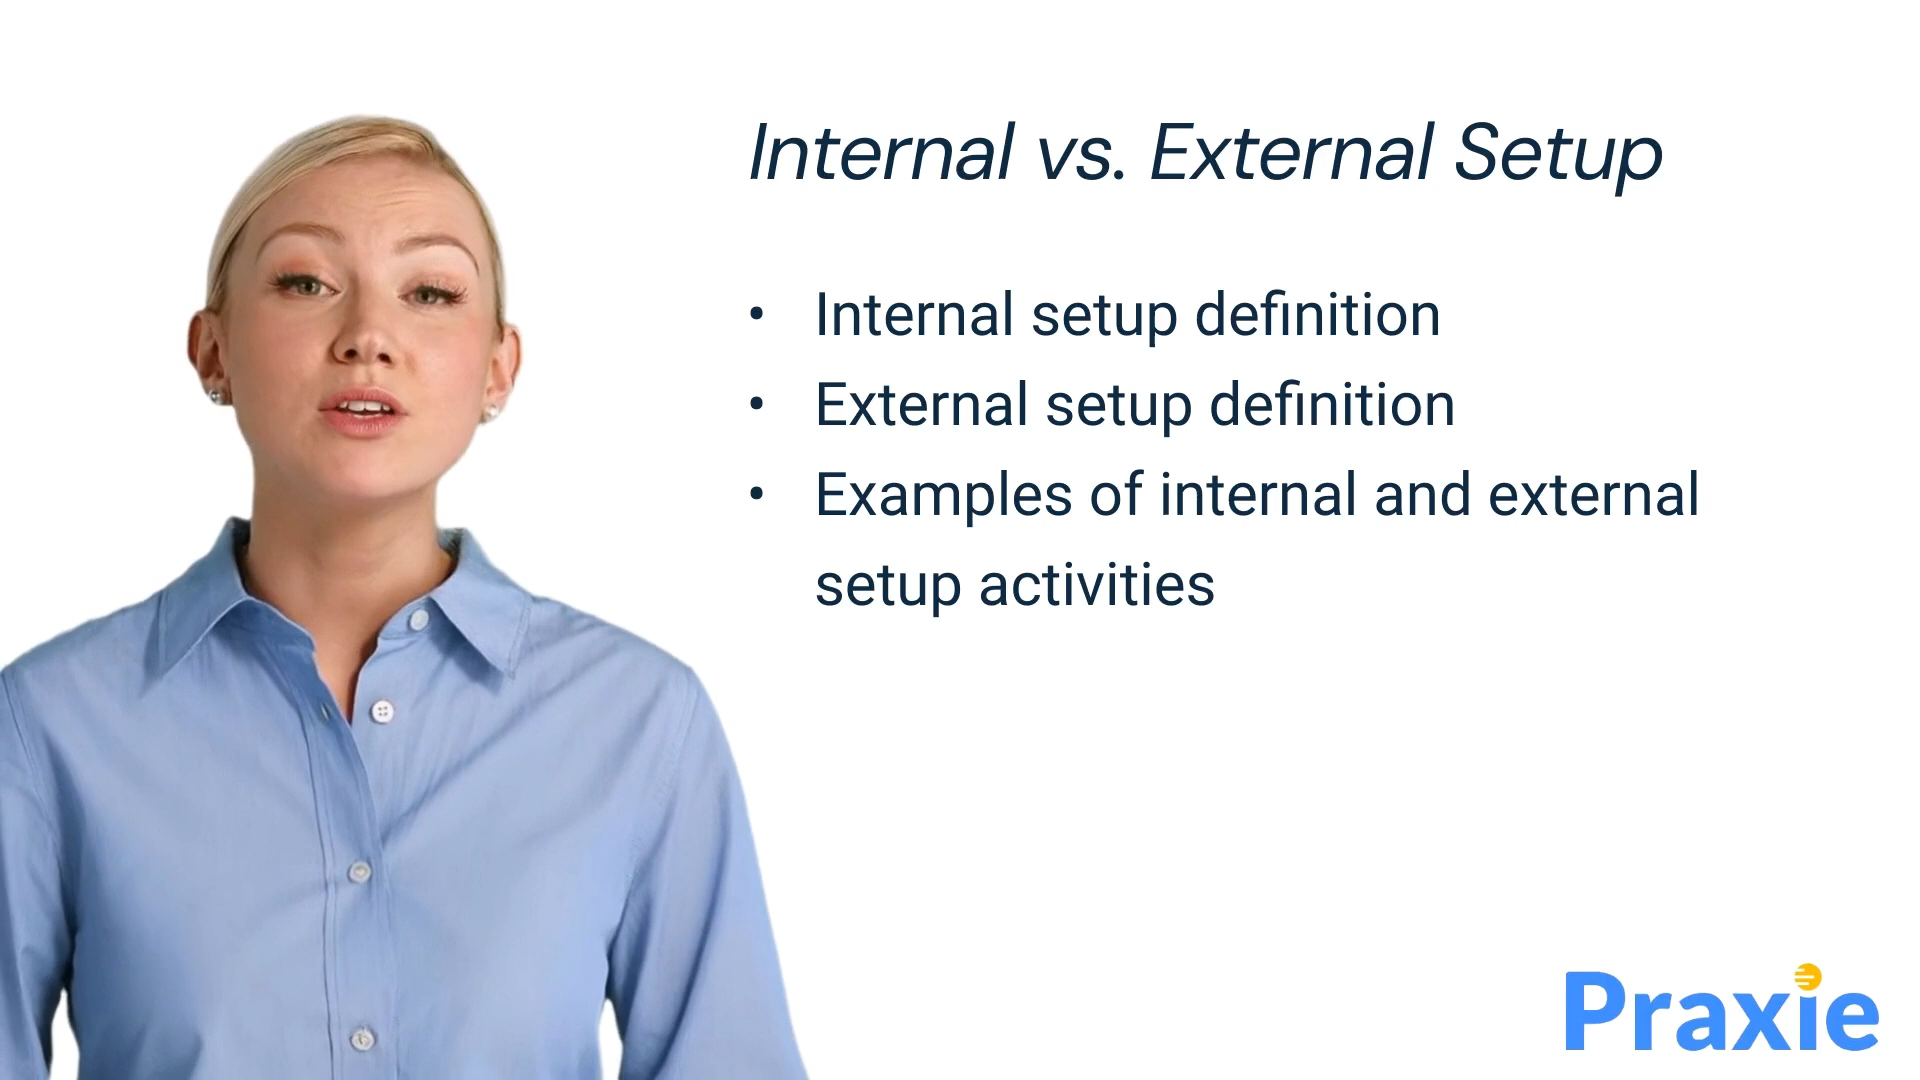 Internal vs. External Setup
• Internal setup definition
• External setup definition
• Examples of internal and external
setup activities
Praxie